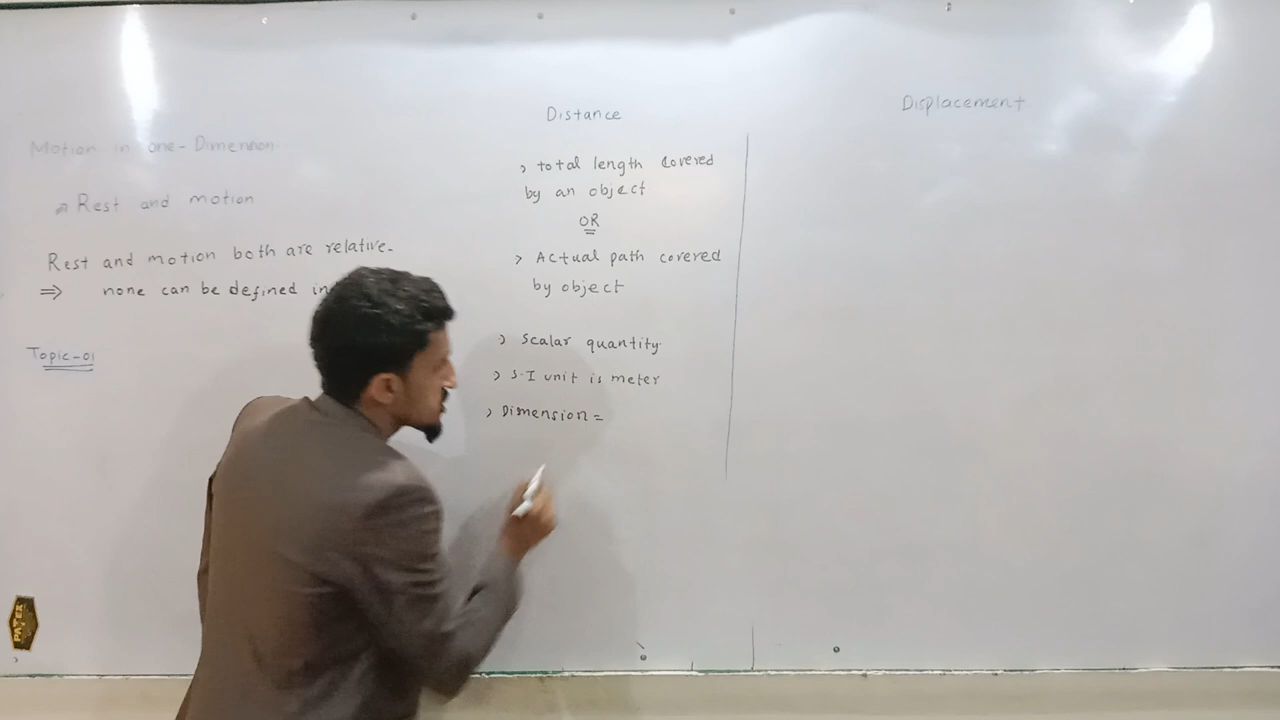 Motion in one-Dimension
Rest and motion
Rest and motion both are relative-
⇒ none can be defined in
Topic-01
Distance
total length covered
by an object
OR
Actual path covered
by object
Scalar quantity
S-I unit is meter
Dimension =
Displacement
PATEX